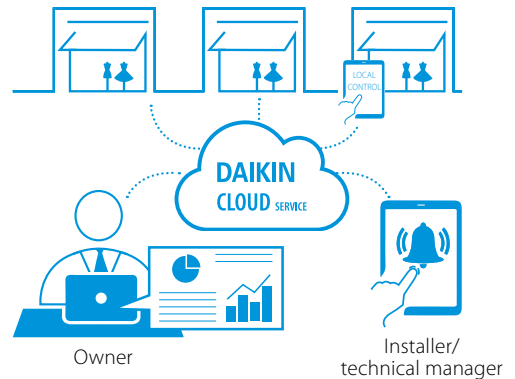 LOCAL
CONTROL
DAIKIN
CLOUD SERVICE
Owner
Installer/
technical manager